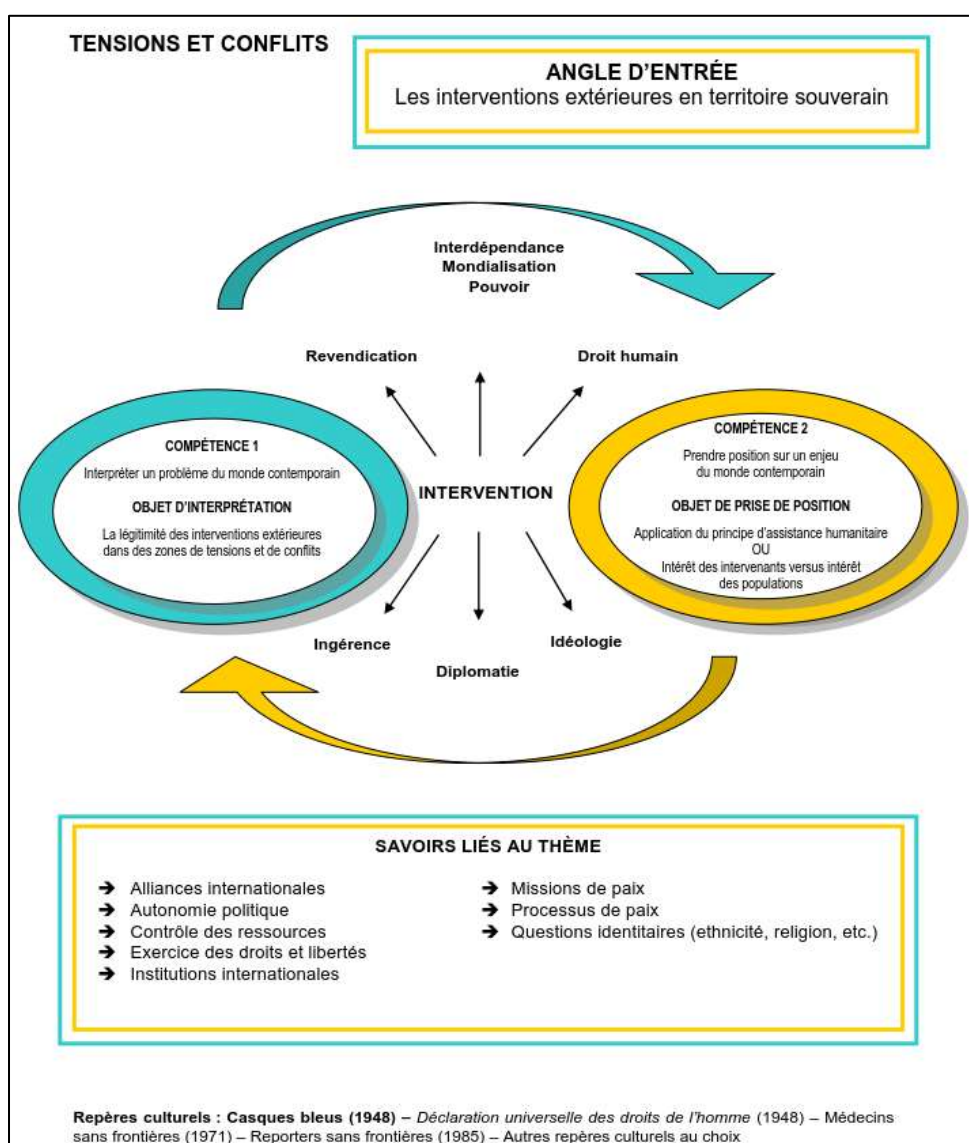 TENSIONS ET CONFLITS
ANGLE D'ENTRÉE
Les interventions extérieures en territoire souverain
Interdépendance
Mondialisation
Pouvoir
Revendication
Droit humain
COMPÉTENCE 1
Interpréter un problème du monde contemporain
OBJET D'INTERPRÉTATION
La légitimité des interventions extérieures
dans des zones de tensions et de conflits
INTERVENTION
COMPÉTENCE 2
Prendre position sur un enjeu
du monde contemporain
OBJET DE PRISE DE POSITION
Application du principe d'assistance humanitaire
OU
Intérêt des intervenants versus intérêt
des populations
Ingérence
Diplomatie
Idéologie
SAVOIRS LIÉS AU THÈME
➔ Alliances internationales
➔ Autonomie politique
➔ Contrôle des ressources
➔ Exercice des droits et libertés
➔ Institutions internationales
➔ Missions de paix
➔ Processus de paix
➔ Questions identitaires (ethnicité, religion, etc.)
Repères culturels : Casques bleus (1948) – Déclaration universelle des droits de l'homme (1948) – Médecins
sans frontières (1971) – Reporters sans frontières (1985) – Autres repères culturels au choix